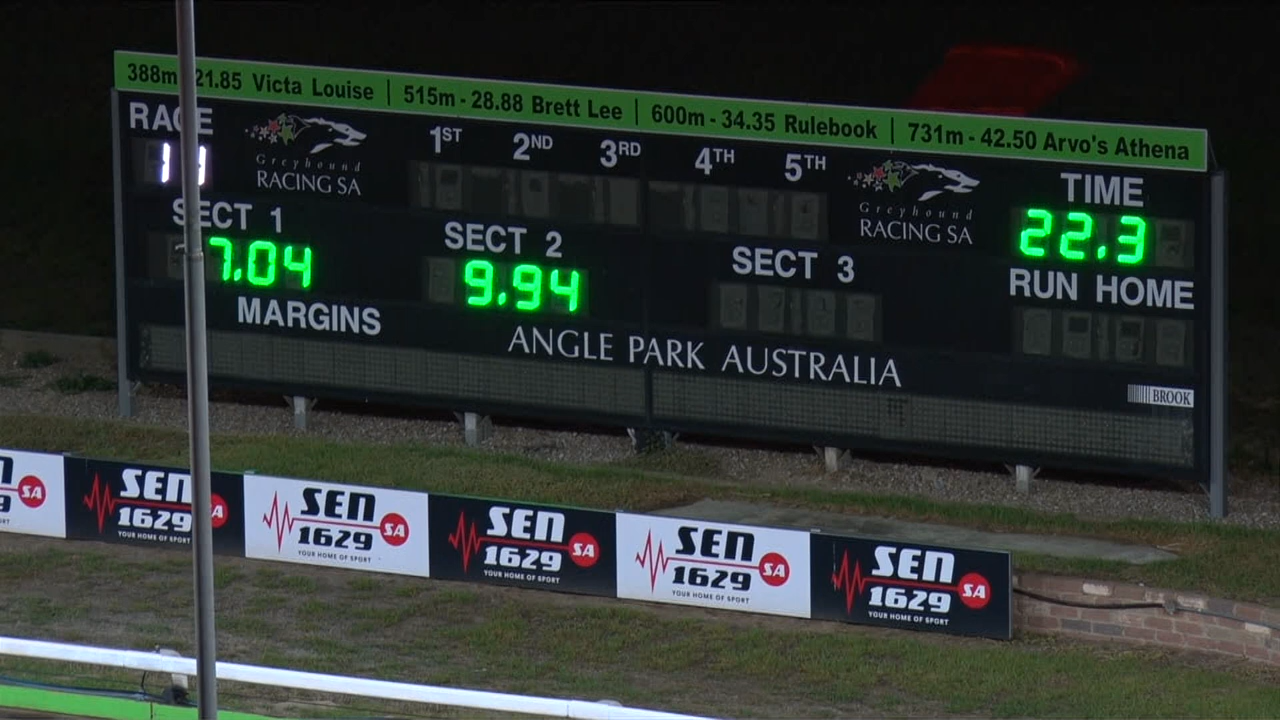 388m 21.85 Victa Louise | 515m - 28.88 Brett Lee | 600m - 34.35 Rulebook | 731m - 42.50 Arvo's Athena
RACE
11
Greyhound
RACING SA
1ST 2ND 3RD 4TH 5TH
Greyhound
RACING SA
TIME
22.3
SECT 1
7.04
SECT 2
9.94
SECT 3
RUN HOME
MARGINS
ANGLE PARK AUSTRALIA
BROOK
SA
SEN
1629
SA
YOUR HOME OF SPORT
SEN
1629
SA
YOUR HOME OF SPORT
SEN
1629
SA
YOUR HOME OF SPORT
SEN
1629
SA
YOUR HOME OF SPORT
SEN
1629
SA
YOUR HOME OF SPORT